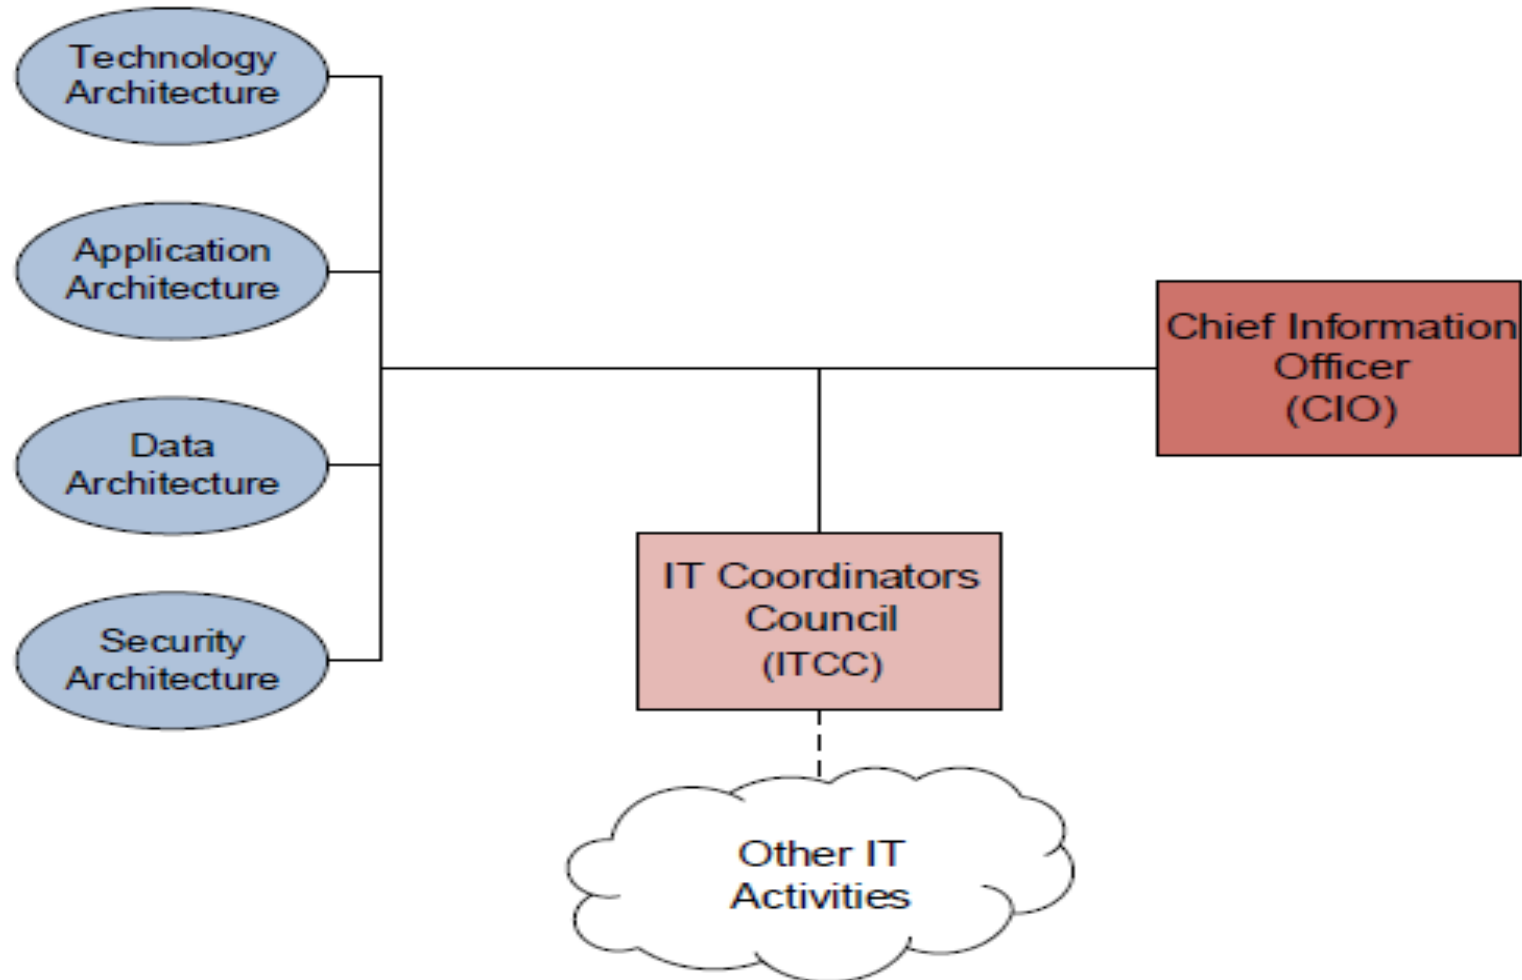 Technology
Architecture
Application
Architecture
Data
Architecture
Security
Architecture
Chief Information
Officer
(CIO)
IT Coordinators
Council
(ITCC)
Other IT
Activities